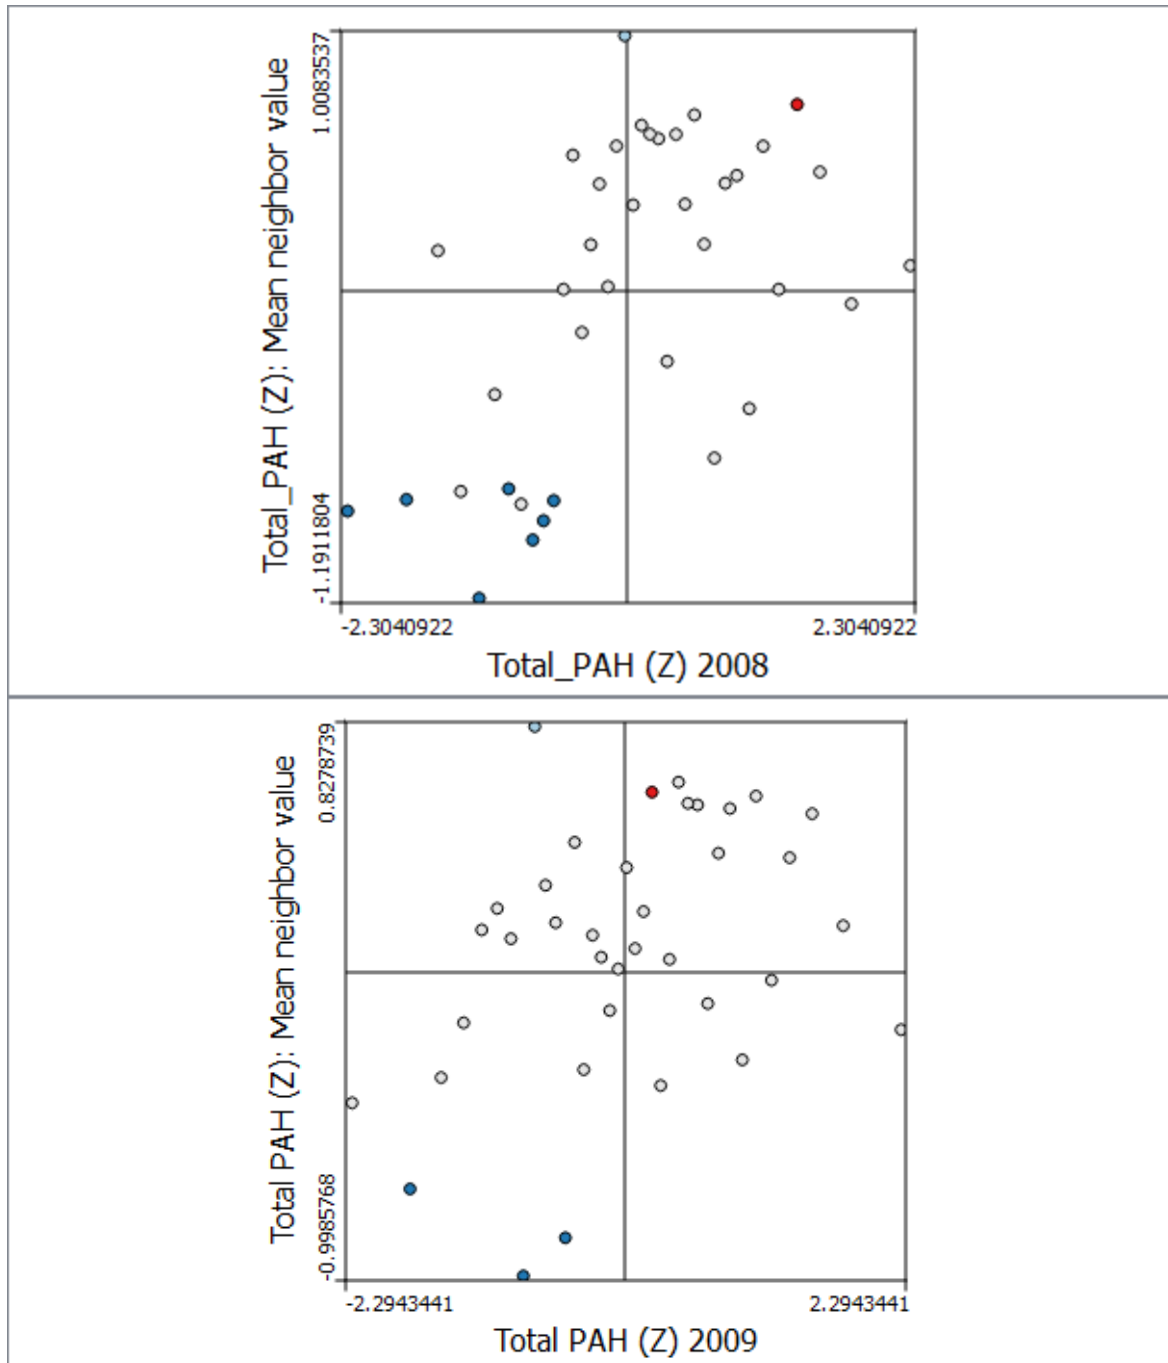 1.0083537
Total_PAH (Z): Mean neighbor value
-1.1911804
-2.3040922
2.3040922
Total_PAH (Z) 2008
0.8278739
Total PAH (Z): Mean neighbor value
-0.9985768
-2.2943441
2.2943441
Total PAH (Z) 2009